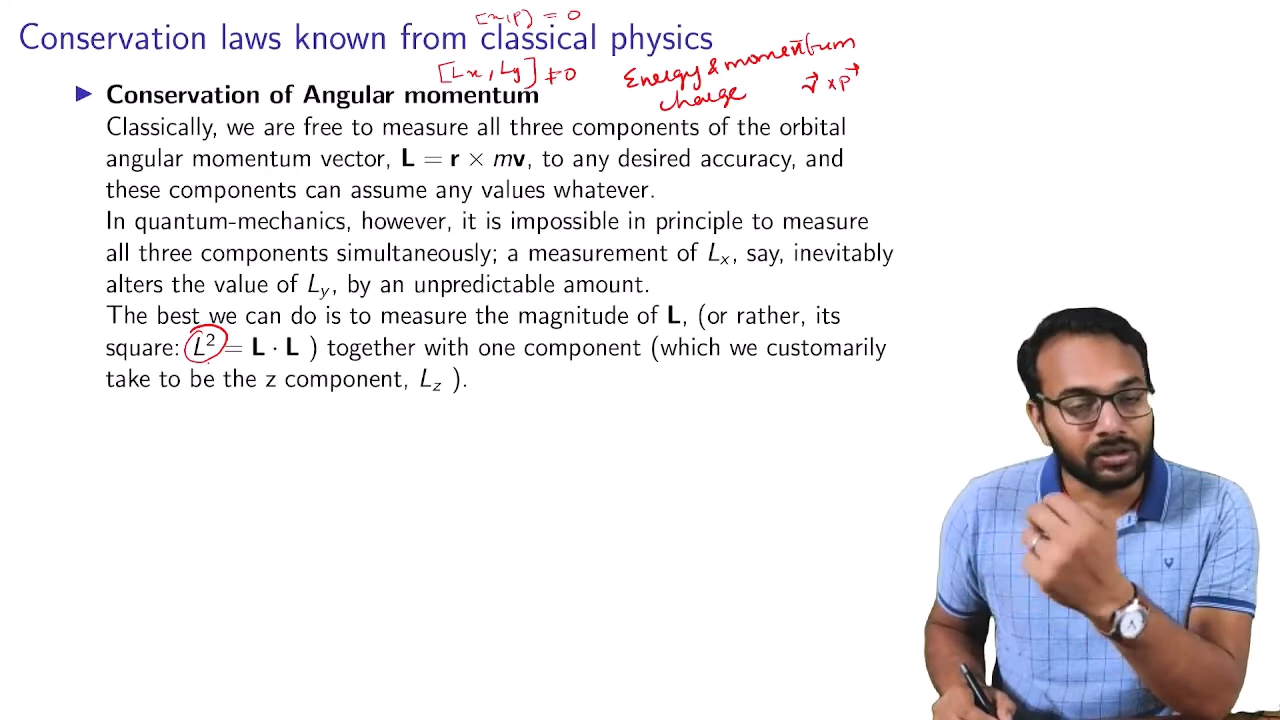 [x,p] = 0
Conservation laws known from classical physics
[Lx, Ly] ≠ 0
Energy & momentum
charge
r⃗ × p⃗
▶ Conservation of Angular momentum
Classically, we are free to measure all three components of the orbital
angular momentum vector, L = r × mv, to any desired accuracy, and
these components can assume any values whatever.
In quantum-mechanics, however, it is impossible in principle to measure
all three components simultaneously; a measurement of Lₓ, say, inevitably
alters the value of L_y, by an unpredictable amount.
The best we can do is to measure the magnitude of L, (or rather, its
square: L² = L · L ) together with one component (which we customarily
take to be the z component, L_z ).